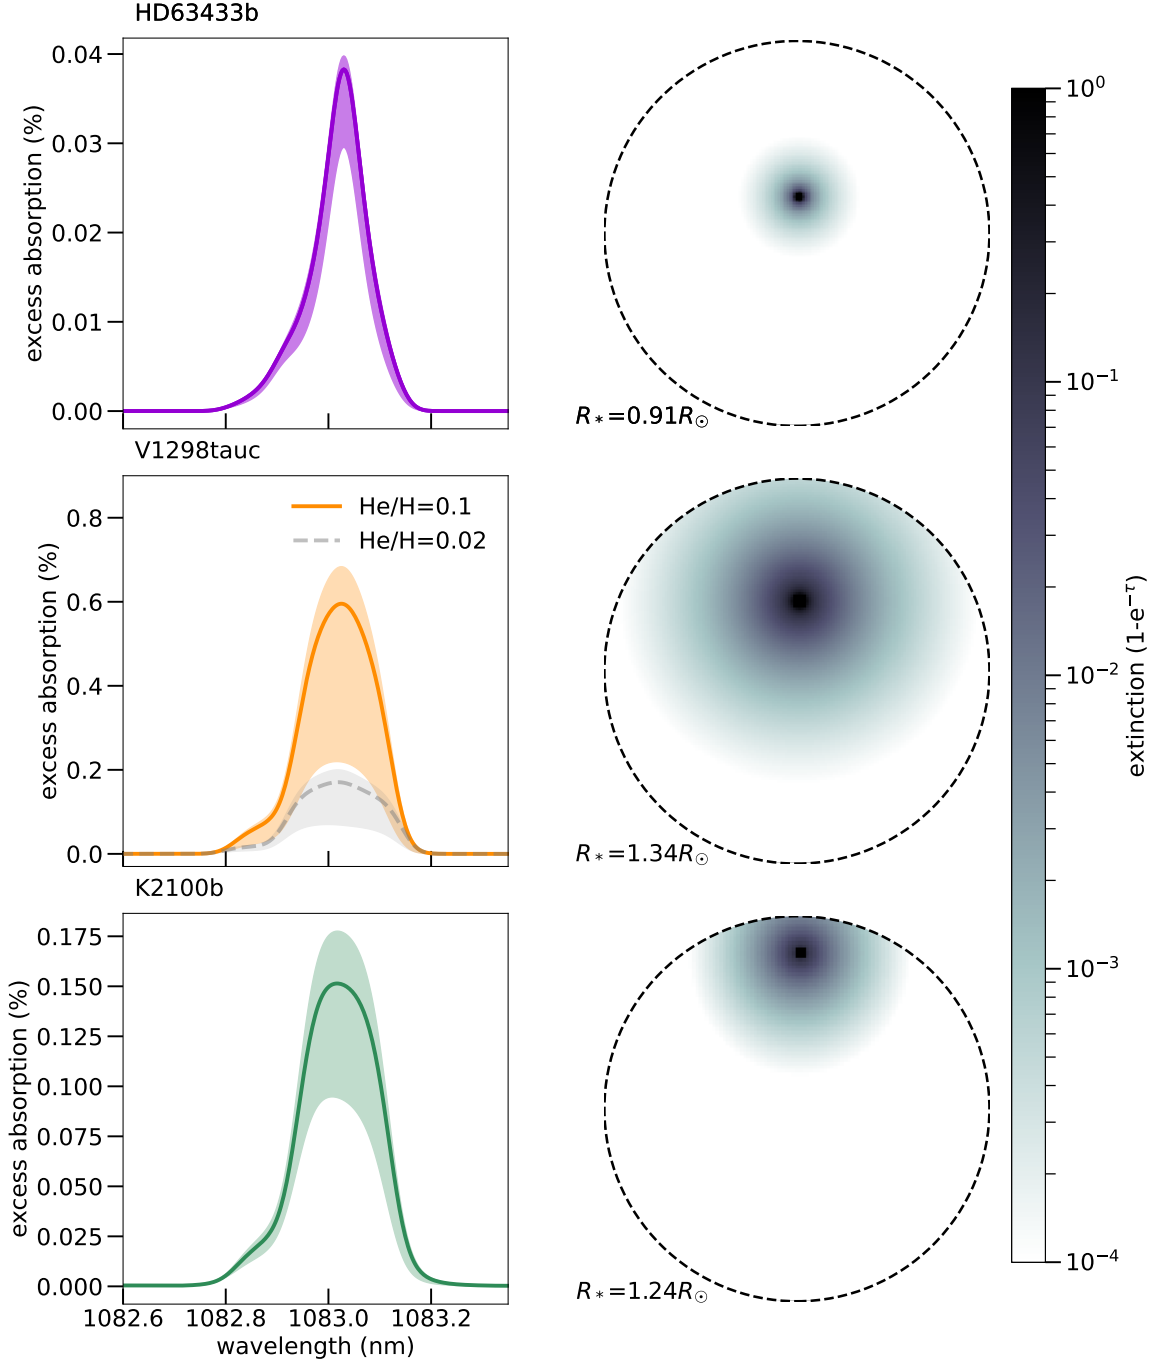 HD63433b
excess absorption (%)
0.04
0.03
0.02
0.01
0.00
R*=0.91R☉
V1298tauc
excess absorption (%)
0.8
0.6
0.4
0.2
0.0
He/H=0.1
He/H=0.02
R*=1.34R☉
K2100b
excess absorption (%)
0.175
0.150
0.125
0.100
0.075
0.050
0.025
0.000
1082.6 1082.8 1083.0 1083.2
wavelength (nm)
R*=1.24R☉
10⁰
10⁻¹
10⁻²
10⁻³
10⁻⁴
extinction (1-e⁻τ)